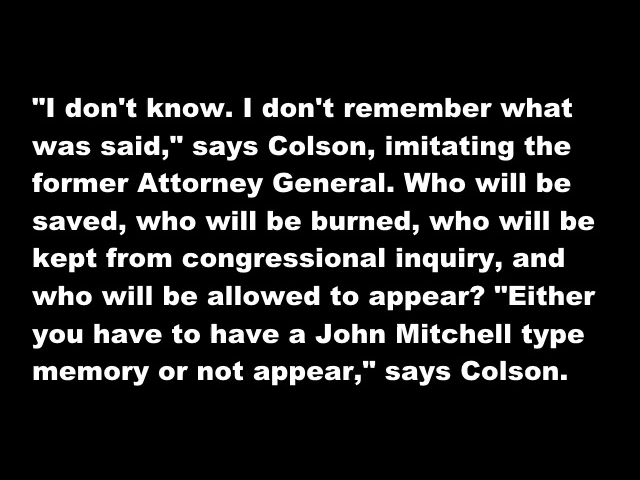 "I don't know. I don't remember what
was said," says Colson, imitating the
former Attorney General. Who will be
saved, who will be burned, who will be
kept from congressional inquiry, and
who will be allowed to appear? "Either
you have to have a John Mitchell type
memory or not appear," says Colson.